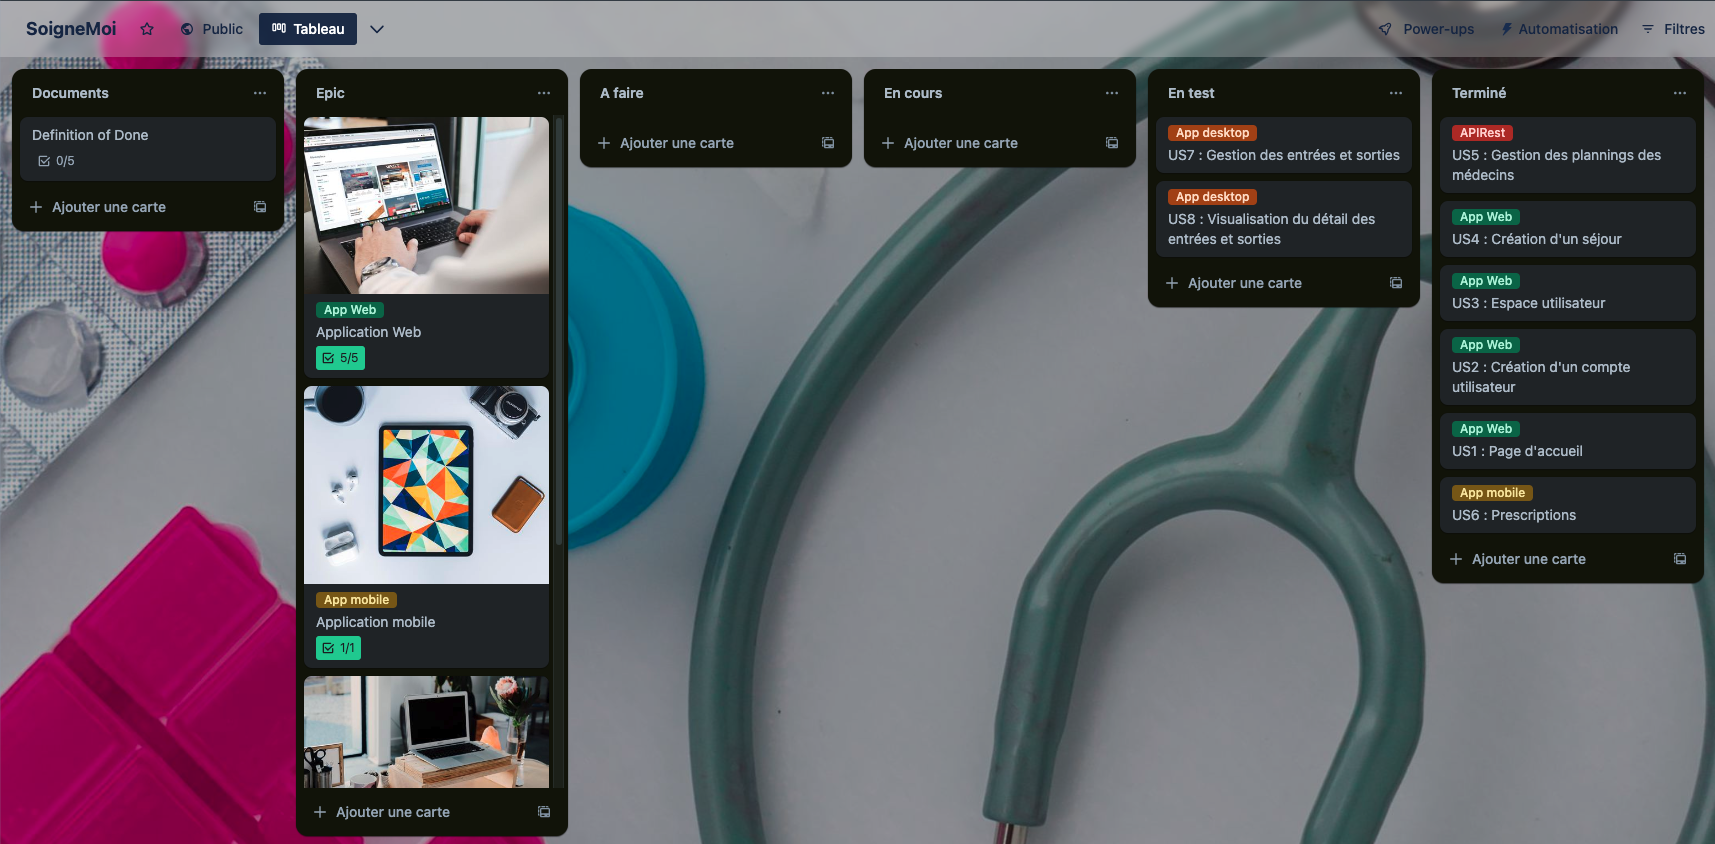 SoigneMoi
Public
Tableau
Power-ups
Automatisation
Filtres
Documents
Definition of Done
0/5
Ajouter une carte
Epic
App Web
Application Web
5/5
App mobile
Application mobile
1/1
Ajouter une carte
A faire
Ajouter une carte
En cours
Ajouter une carte
En test
App desktop
US7 : Gestion des entrées et sorties
App desktop
US8 : Visualisation du détail des
entrées et sorties
Ajouter une carte
Terminé
APIRest
US5 : Gestion des plannings des
médecins
App Web
US4 : Création d'un séjour
App Web
US3 : Espace utilisateur
App Web
US2 : Création d'un compte
utilisateur
App Web
US1 : Page d'accueil
App mobile
US6 : Prescriptions
Ajouter une carte